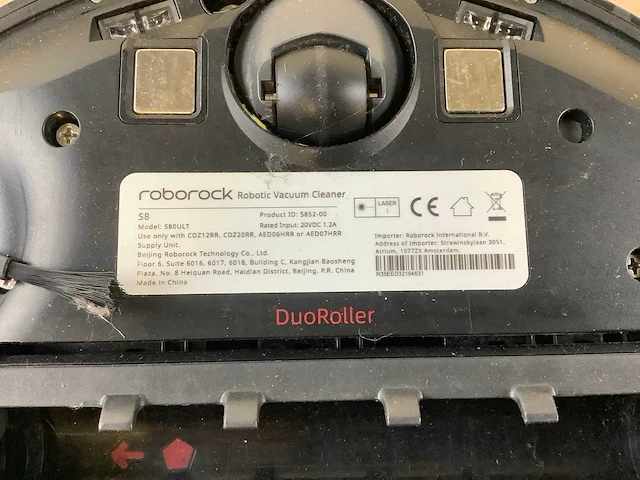 roborock Robotic Vacuum Cleaner
S8
Model: S80ULT
Product ID: S852-00
Rated Input: 20VDC 1.2A
Use only with CDZ12RR, CDZ20RR, AED06HRR or AED07HRR
Supply Unit.
Beijing Roborock Technology Co., Ltd.
Floor 6, Suite 6016, 6017, 6018, Building C, Kangjian Baosheng
Plaza, No. 8 Heiquan Road, Haidian District, Beijing, P.R. China
Made in China
LASER
1
CE
Importer: Roborock International B.V.
Address of Importer: Strawinskylaan 3051,
Atrium, 1077ZX Amsterdam.
R35EED32104631
DuoRoller